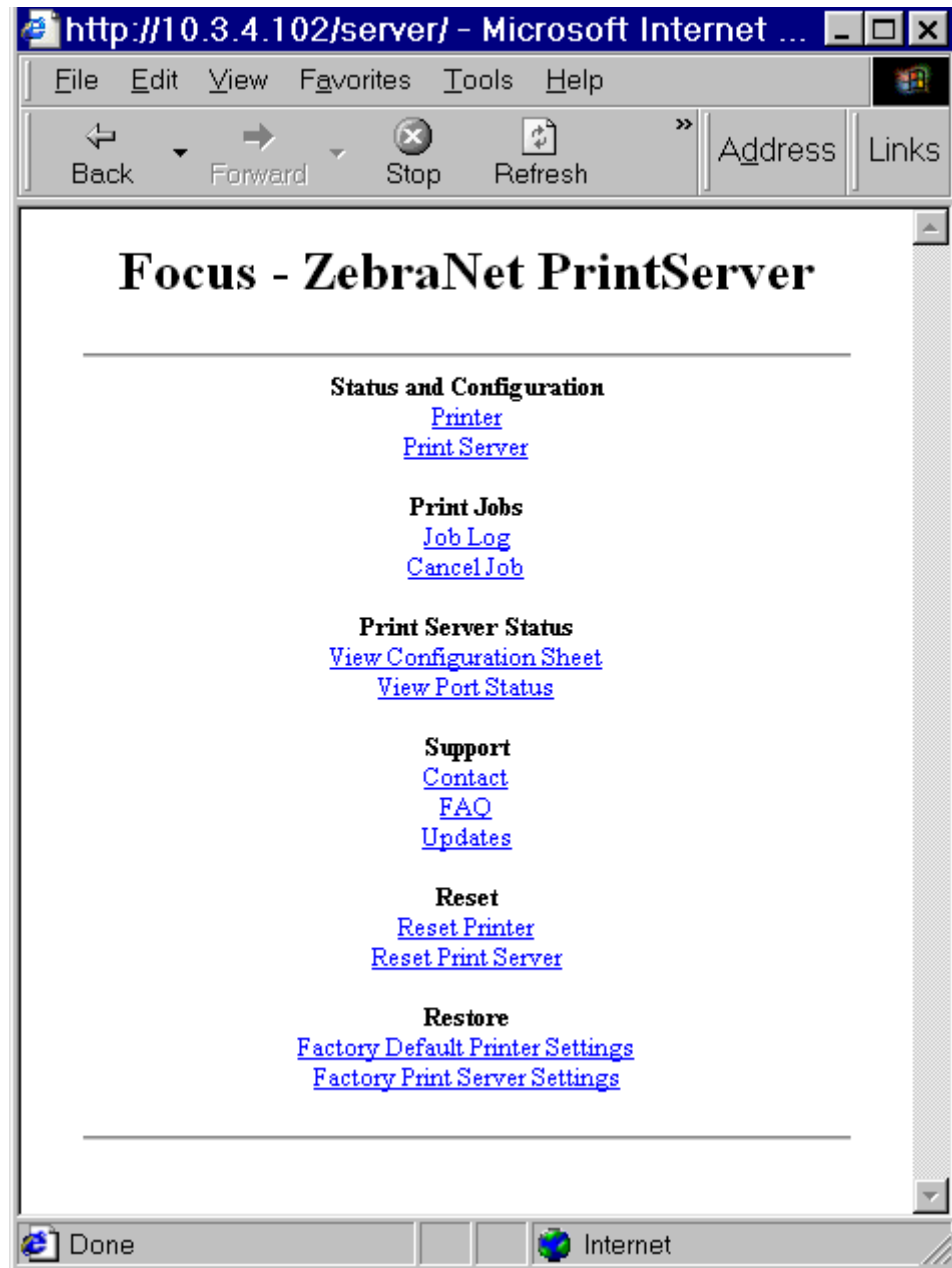 http://10.3.4.102/server/ - Microsoft Internet ...
File Edit View Favorites Tools Help
Back Forward Stop Refresh » Address Links
Focus - ZebraNet PrintServer
Status and Configuration
Printer
Print Server
Print Jobs
Job Log
Cancel Job
Print Server Status
View Configuration Sheet
View Port Status
Support
Contact
FAQ
Updates
Reset
Reset Printer
Reset Print Server
Restore
Factory Default Printer Settings
Factory Print Server Settings
Done Internet